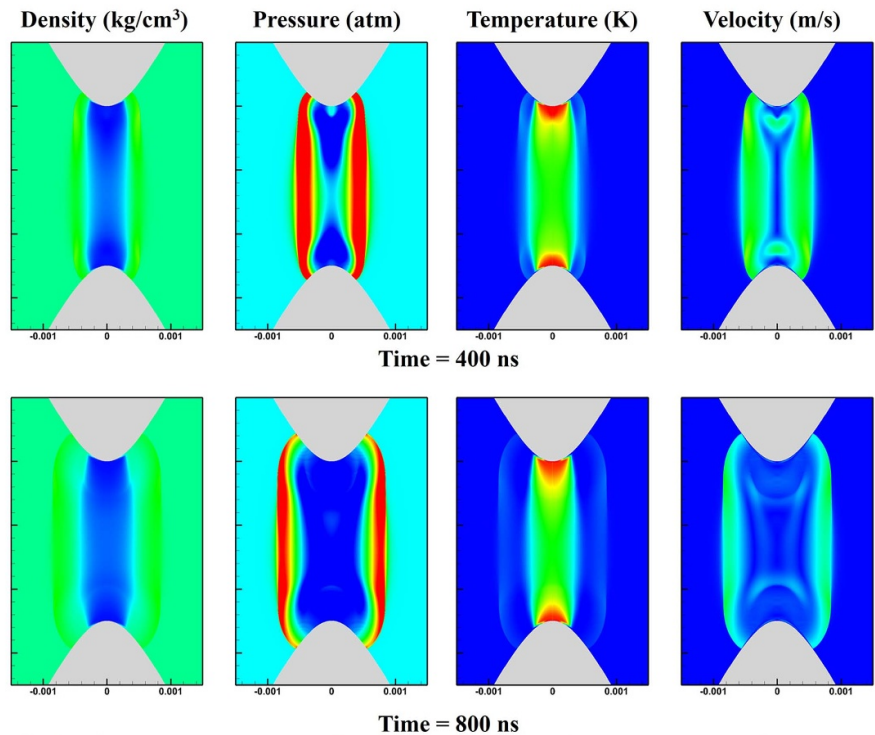 Density (kg/cm³) Pressure (atm) Temperature (K) Velocity (m/s)
-0.001 0 0.001 -0.001 0 0.001 -0.001 0 0.001 -0.001 0 0.001
Time = 400 ns
-0.001 0 0.001 -0.001 0 0.001 -0.001 0 0.001 -0.001 0 0.001
Time = 800 ns